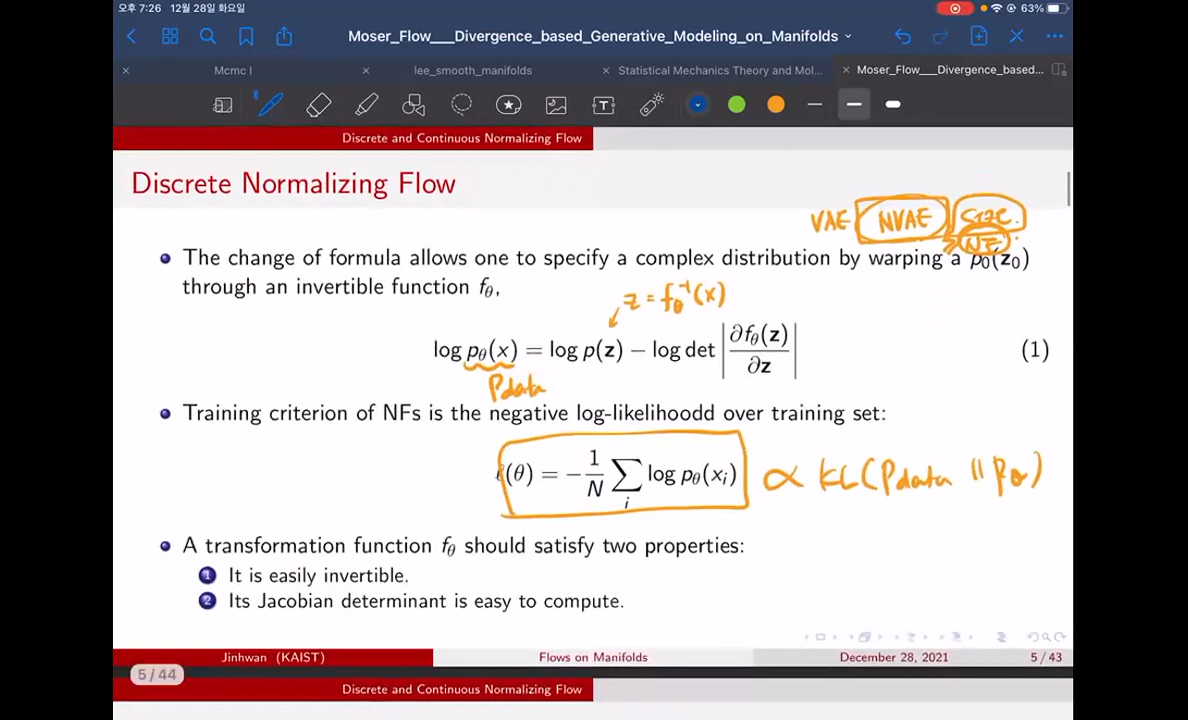 오후 7:26 12월 28일 화요일 63%
Moser_Flow___Divergence_based_Generative_Modeling_on_Manifolds
Mcmc I lee_smooth_manifolds Statistical Mechanics Theory and Mol... Moser_Flow___Divergence_based...
Discrete and Continuous Normalizing Flow
Discrete Normalizing Flow
VAE NVAE size.
NF
• The change of formula allows one to specify a complex distribution by warping a p₀(z₀)
through an invertible function fθ,
z = fθ⁻¹(x)
log pθ(x) = log p(z) − log det |∂fθ(z)/∂z| (1)
Pdata
• Training criterion of NFs is the negative log-likelihoodd over training set:
ℓ(θ) = −1/N ∑i log pθ(xi) ∝ KL(Pdata || Pθ)
• A transformation function fθ should satisfy two properties:
1 It is easily invertible.
2 Its Jacobian determinant is easy to compute.
Jinhwan (KAIST) Flows on Manifolds December 28, 2021 5 / 43
5 / 44
Discrete and Continuous Normalizing Flow